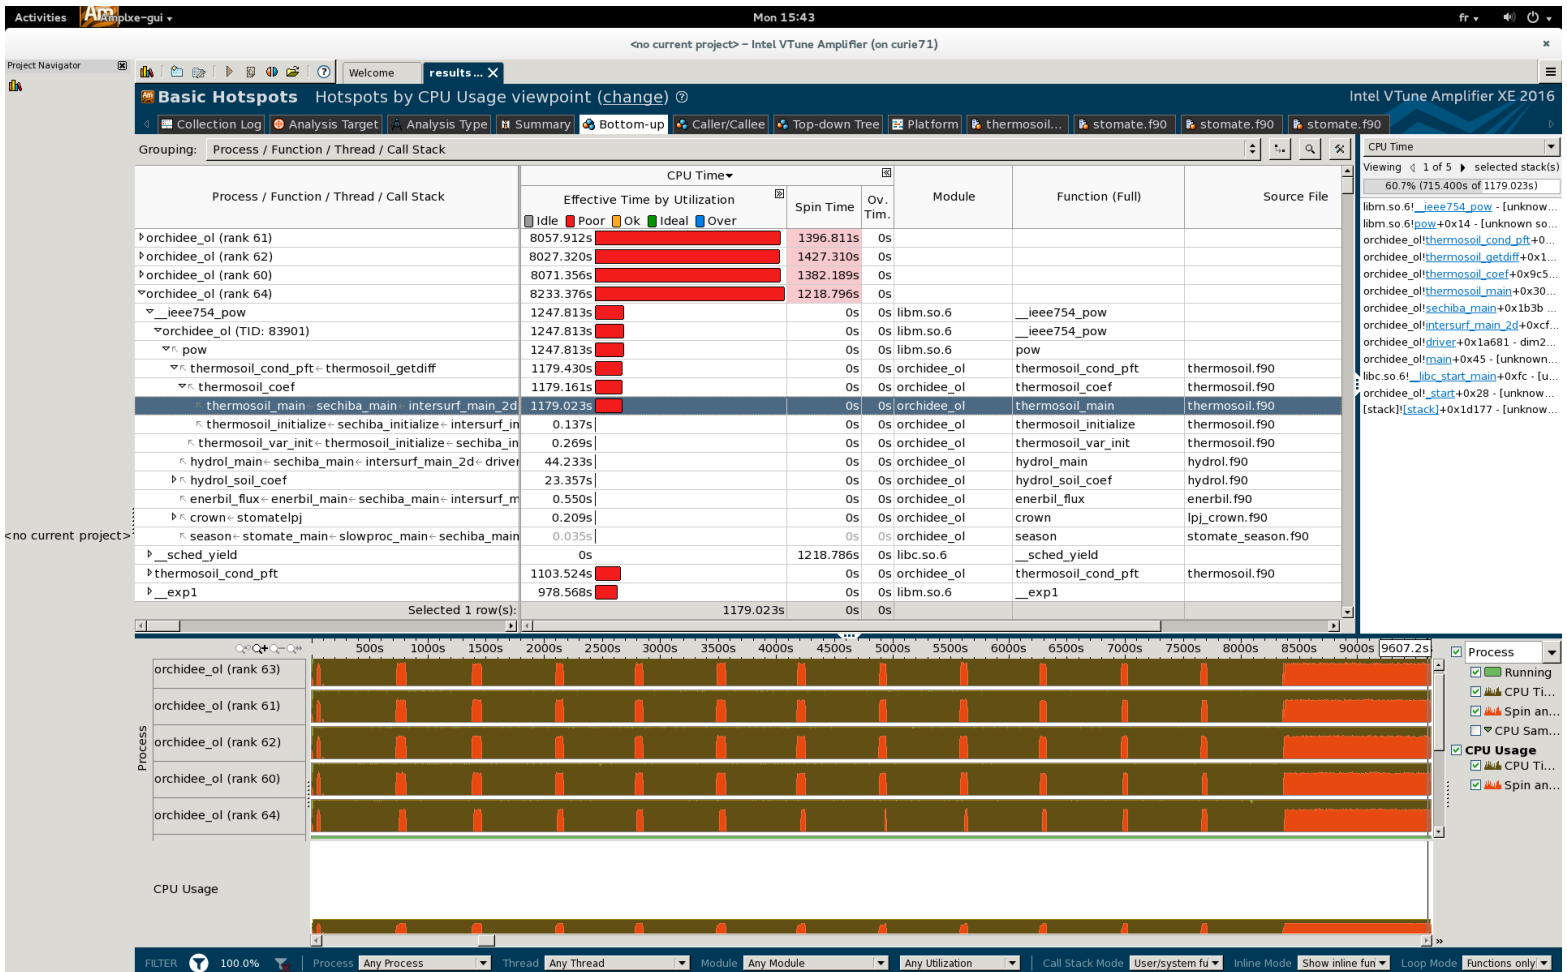 Activities Amplxe-gui Mon 15:43 fr
<no current project> – Intel VTune Amplifier (on curie71) ×
Project Navigator
Welcome results... X
Basic Hotspots Hotspots by CPU Usage viewpoint (change) Intel VTune Amplifier XE 2016
Collection Log Analysis Target Analysis Type Summary Bottom-up Caller/Callee Top-down Tree Platform thermosoil... stomate.f90 stomate.f90 stomate.f90
Grouping: Process / Function / Thread / Call Stack
Process / Function / Thread / Call Stack
CPU Time
Effective Time by Utilization
Idle Poor Ok Ideal Over
Spin Time
Ov. Tim.
Module
Function (Full)
Source File
orchidee_ol (rank 61) 8057.912s 1396.811s 0s
orchidee_ol (rank 62) 8027.320s 1427.310s 0s
orchidee_ol (rank 60) 8071.356s 1382.189s 0s
orchidee_ol (rank 64) 8233.376s 1218.796s 0s
__ieee754_pow 1247.813s 0s 0s libm.so.6 __ieee754_pow
orchidee_ol (TID: 83901) 1247.813s 0s 0s libm.so.6 __ieee754_pow
pow 1247.813s 0s 0s libm.so.6 pow
thermosoil_cond_pft ← thermosoil_getdiff 1179.430s 0s 0s orchidee_ol thermosoil_cond_pft thermosoil.f90
thermosoil_coef 1179.161s 0s 0s orchidee_ol thermosoil_coef thermosoil.f90
thermosoil_main ← sechiba_main ← intersurf_main_2d 1179.023s 0s 0s orchidee_ol thermosoil_main thermosoil.f90
thermosoil_initialize ← sechiba_initialize ← intersurf_in 0.137s 0s 0s orchidee_ol thermosoil_initialize thermosoil.f90
thermosoil_var_init ← thermosoil_initialize ← sechiba_in 0.269s 0s 0s orchidee_ol thermosoil_var_init thermosoil.f90
hydrol_main ← sechiba_main ← intersurf_main_2d ← driver 44.233s 0s 0s orchidee_ol hydrol_main hydrol.f90
hydrol_soil_coef 23.357s 0s 0s orchidee_ol hydrol_soil_coef hydrol.f90
enerbil_flux ← enerbil_main ← sechiba_main ← intersurf_m 0.550s 0s 0s orchidee_ol enerbil_flux enerbil.f90
crown ← stomatelpj 0.209s 0s 0s orchidee_ol crown lpj_crown.f90
season ← stomate_main ← slowproc_main ← sechiba_main 0.035s 0s 0s orchidee_ol season stomate_season.f90
__sched_yield 0s 1218.786s 0s libc.so.6 __sched_yield
thermosoil_cond_pft 1103.524s 0s 0s orchidee_ol thermosoil_cond_pft thermosoil.f90
__exp1 978.568s 0s 0s libm.so.6 __exp1
Selected 1 row(s): 1179.023s 0s 0s
<no current project>
CPU Time
Viewing 1 of 5 selected stack(s)
60.7% (715.400s of 1179.023s)
libm.so.6!__ieee754_pow - [unknow...
libm.so.6!pow+0x14 - [unknown so...
orchidee_ol!thermosoil_cond_pft+0...
orchidee_ol!thermosoil_getdiff+0x1...
orchidee_ol!thermosoil_coef+0x9c5...
orchidee_ol!thermosoil_main+0x30...
orchidee_ol!sechiba_main+0x1b3b ...
orchidee_ol!intersurf_main_2d+0xcf...
orchidee_ol!driver+0x1a681 - dim2...
orchidee_ol!main+0x45 - [unknown...
libc.so.6!__libc_start_main+0xfc - [u...
orchidee_ol!_start+0x28 - [unknow...
[stack]![stack]+0x1d177 - [unknow...
500s 1000s 1500s 2000s 2500s 3000s 3500s 4000s 4500s 5000s 5500s 6000s 6500s 7000s 7500s 8000s 8500s 9000s 9607.2s
Process
orchidee_ol (rank 63)
orchidee_ol (rank 61)
orchidee_ol (rank 62)
orchidee_ol (rank 60)
orchidee_ol (rank 64)
CPU Usage
Process
Running
CPU Ti...
Spin an...
CPU Sam...
CPU Usage
CPU Ti...
Spin an...
FILTER 100.0% Process Any Process Thread Any Thread Module Any Module Any Utilization Call Stack Mode User/system fu Inline Mode Show inline fun Loop Mode Functions only